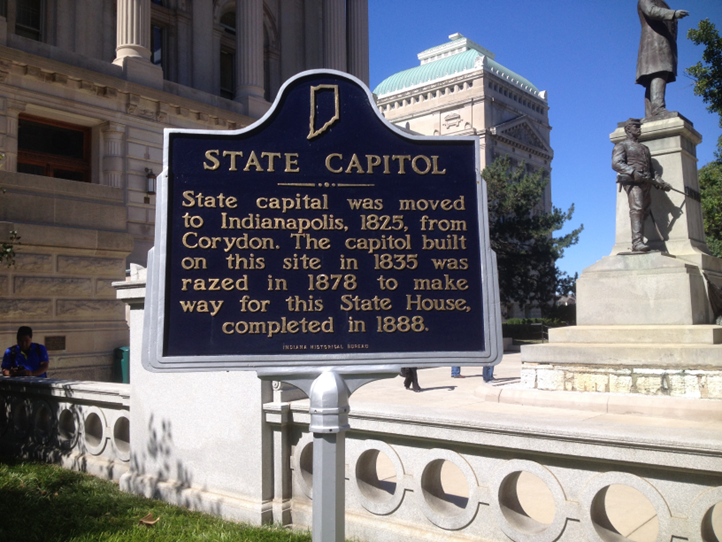 STATE CAPITOL
State capital was moved
to Indianapolis, 1825, from
Corydon. The capitol built
on this site in 1835 was
razed in 1878 to make
way for this State House,
completed in 1888.
INDIANA HISTORICAL BUREAU